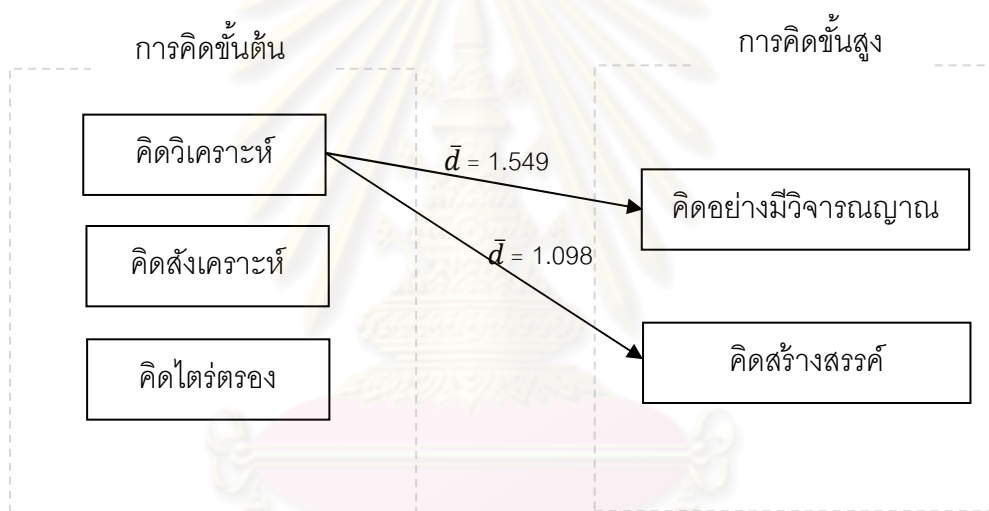 การคิดขั้นต้น
การคิดขั้นสูง
คิดวิเคราะห์
d̄ = 1.549
คิดอย่างมีวิจารณญาณ
คิดสังเคราะห์
d̄ = 1.098
คิดไตร่ตรอง
คิดสร้างสรรค์